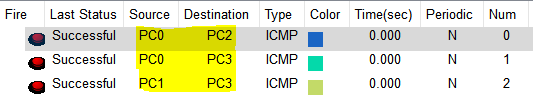 Fire Last Status Source Destination Type Color Time(sec) Periodic Num
Successful PC0 PC2 ICMP 0.000 N 0
Successful PC0 PC3 ICMP 0.000 N 1
Successful PC1 PC3 ICMP 0.000 N 2